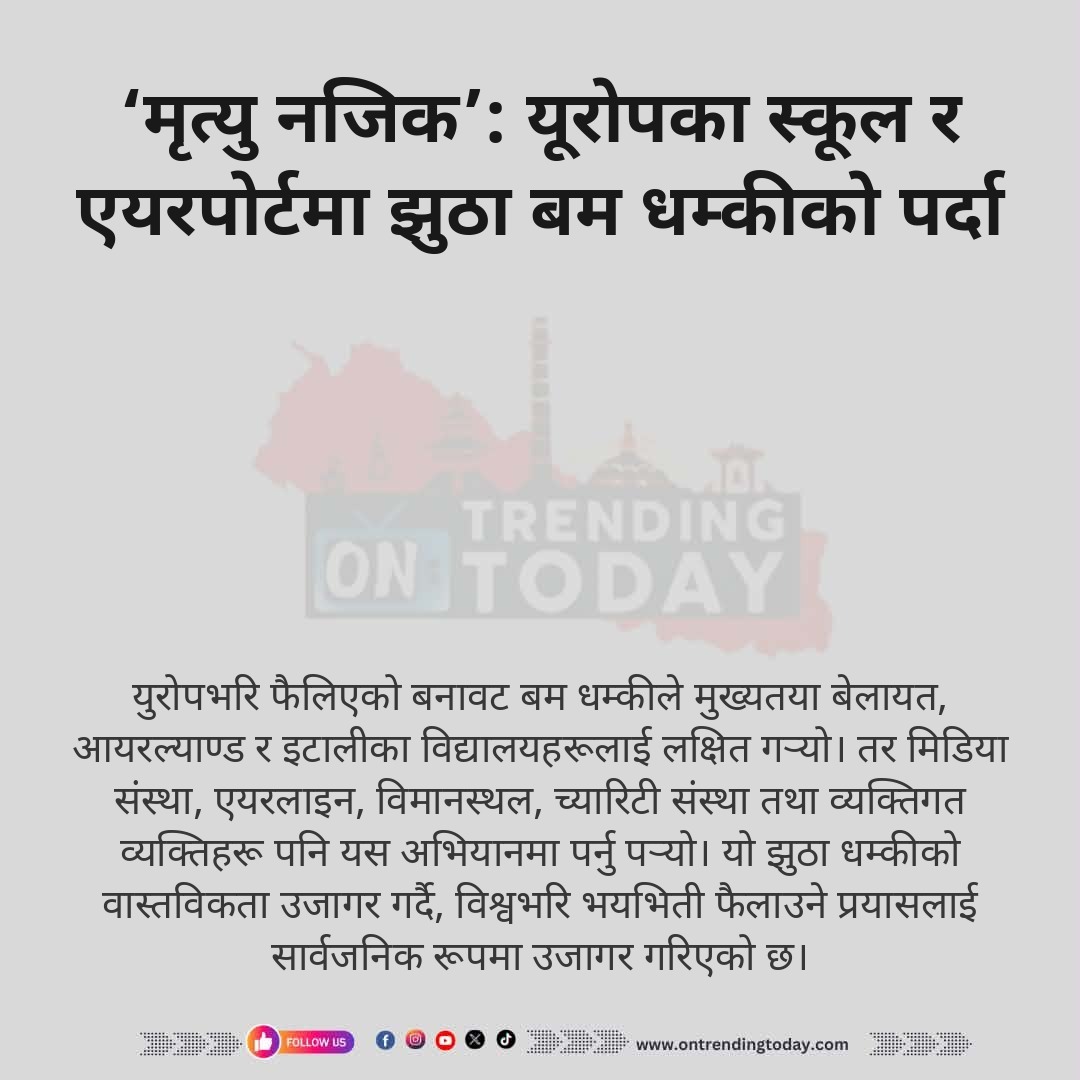 ‘मृत्यु नजिक’: यूरोपका स्कूल र
एयरपोर्टमा झुठा बम धम्कीको पर्दा
TRENDING
ON TODAY
युरोपभरि फैलिएको बनावट बम धम्कीले मुख्यतया बेलायत,
आयरल्याण्ड र इटालीका विद्यालयहरूलाई लक्षित गऱ्यो। तर मिडिया
संस्था, एयरलाइन, विमानस्थल, च्यारिटी संस्था तथा व्यक्तिगत
व्यक्तिहरू पनि यस अभियानमा पर्नु पऱ्यो। यो झुठा धम्कीको
वास्तविकता उजागर गर्दै, विश्वभरि भयभिती फैलाउने प्रयासलाई
सार्वजनिक रूपमा उजागर गरिएको छ।
FOLLOW US www.ontrendingtoday.com